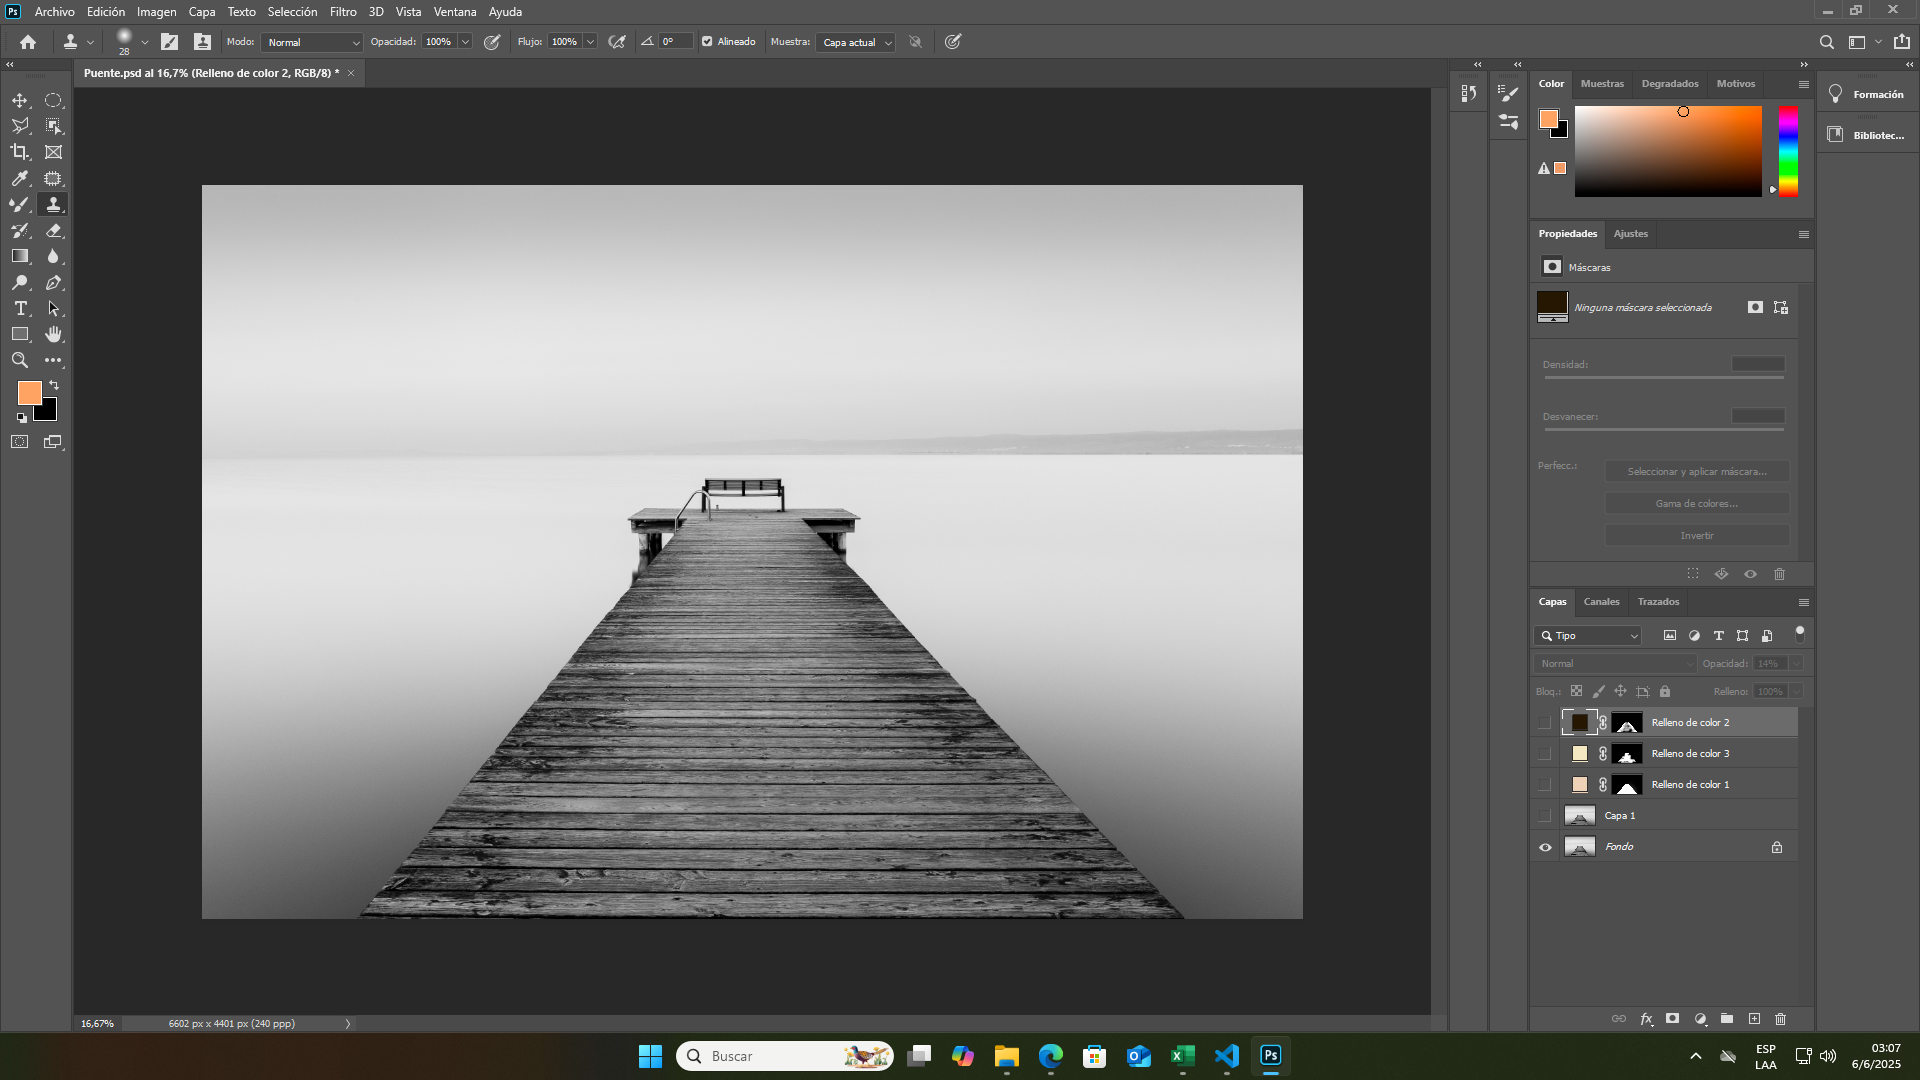 Ps
Archivo Edición Imagen Capa Texto Selección Filtro 3D Vista Ventana Ayuda
28 Modo: Normal Opacidad: 100% Flujo: 100% 0° Alineado Muestra: Capa actual
Puente.psd al 16,7% (Relleno de color 2, RGB/8) * ×
Color Muestras Degradados Motivos
Formación
Bibliotec...
Propiedades Ajustes
Máscaras
Ninguna máscara seleccionada
Densidad:
Desvanecer:
Perfecc.: Seleccionar y aplicar máscara...
Gama de colores...
Invertir
Capas Canales Trazados
Tipo
Normal Opacidad: 14%
Bloq.: Relleno: 100%
Relleno de color 2
Relleno de color 3
Relleno de color 1
Capa 1
Fondo
fx
16,67% 6602 px x 4401 px (240 ppp)
Buscar
Ps
ESP
LAA
03:07
6/6/2025